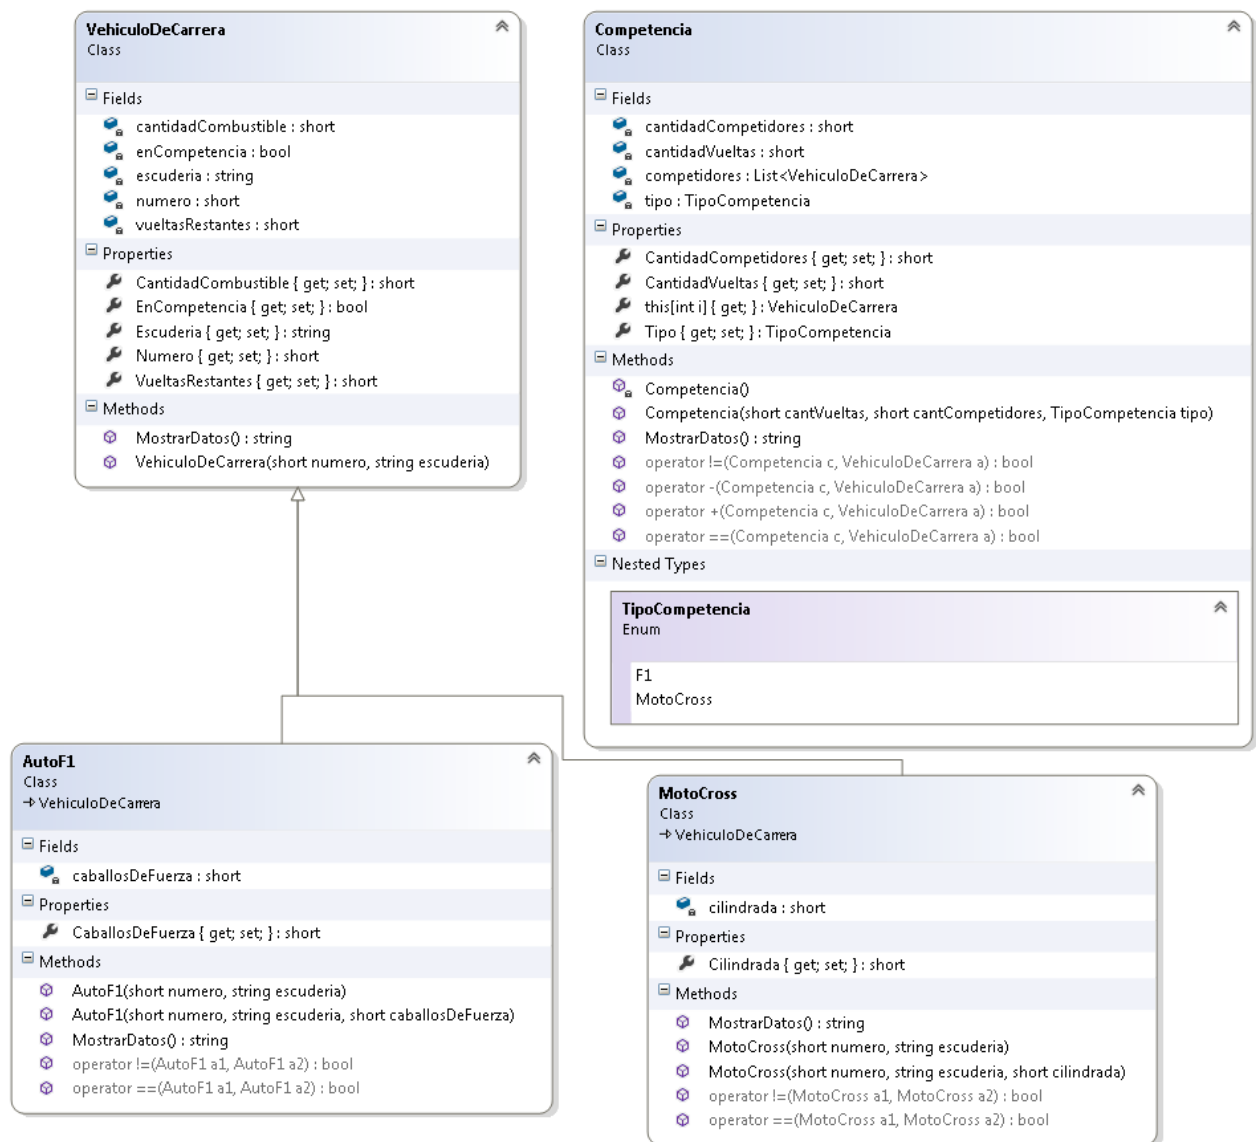 VehiculoDeCarrera
Class
Fields
cantidadCombustible : short
enCompetencia : bool
escuderia : string
numero : short
vueltasRestantes : short
Properties
CantidadCombustible { get; set; } : short
EnCompetencia { get; set; } : bool
Escuderia { get; set; } : string
Numero { get; set; } : short
VueltasRestantes { get; set; } : short
Methods
MostrarDatos() : string
VehiculoDeCarrera(short numero, string escuderia)
Competencia
Class
Fields
cantidadCompetidores : short
cantidadVueltas : short
competidores : List<VehiculoDeCarrera>
tipo : TipoCompetencia
Properties
CantidadCompetidores { get; set; } : short
CantidadVueltas { get; set; } : short
this[int i] { get; } : VehiculoDeCarrera
Tipo { get; set; } : TipoCompetencia
Methods
Competencia()
Competencia(short cantVueltas, short cantCompetidores, TipoCompetencia tipo)
MostrarDatos() : string
operator !=(Competencia c, VehiculoDeCarrera a) : bool
operator -(Competencia c, VehiculoDeCarrera a) : bool
operator +(Competencia c, VehiculoDeCarrera a) : bool
operator ==(Competencia c, VehiculoDeCarrera a) : bool
Nested Types
TipoCompetencia
Enum
F1
MotoCross
AutoF1
Class
VehiculoDeCarrera
Fields
caballosDeFuerza : short
Properties
CaballosDeFuerza { get; set; } : short
Methods
AutoF1(short numero, string escuderia)
AutoF1(short numero, string escuderia, short caballosDeFuerza)
MostrarDatos() : string
operator !=(AutoF1 a1, AutoF1 a2) : bool
operator ==(AutoF1 a1, AutoF1 a2) : bool
MotoCross
Class
VehiculoDeCarrera
Fields
cilindrada : short
Properties
Cilindrada { get; set; } : short
Methods
MostrarDatos() : string
MotoCross(short numero, string escuderia)
MotoCross(short numero, string escuderia, short cilindrada)
operator !=(MotoCross a1, MotoCross a2) : bool
operator ==(MotoCross a1, MotoCross a2) : bool